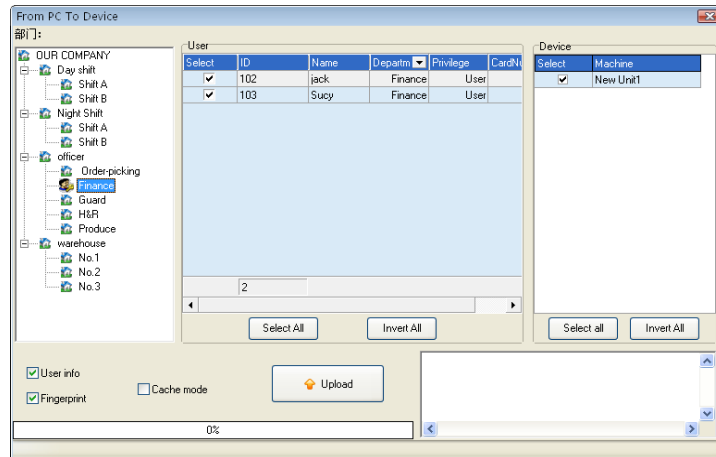 From PC To Device
部门:
OUR COMPANY
Day shift
Shift A
Shift B
Night Shift
Shift A
Shift B
officer
Order-picking
Finance
Guard
H&R
Produce
warehouse
No.1
No.2
No.3
User
Select ID Name Departm Privilege CardNu
102 jack Finance User
103 Sucy Finance User
2
Select All Invert All
Device
Select Machine
New Unit1
Select all Invert All
User info
Fingerprint
Cache mode
Upload
0%